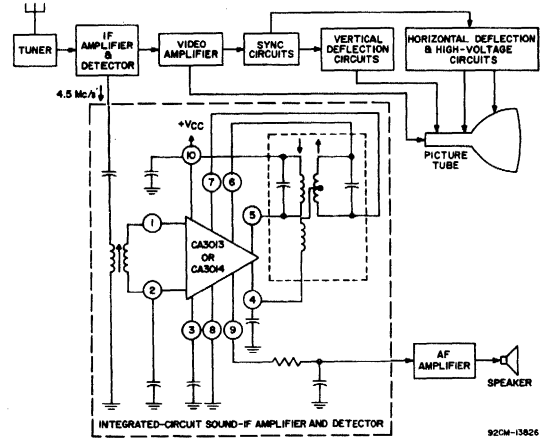 TUNER
IF
AMPLIFIER
&
DETECTOR
VIDEO
AMPLIFIER
SYNC
CIRCUITS
VERTICAL
DEFLECTION
CIRCUITS
HORIZONTAL DEFLECTION
& HIGH-VOLTAGE
CIRCUITS
4.5 Mc/s
PICTURE
TUBE
+VCC
10
7
6
5
1
CA3013
OR
CA3014
2
4
3
8
9
AF
AMPLIFIER
SPEAKER
INTEGRATED-CIRCUIT SOUND-IF AMPLIFIER AND DETECTOR
92CM-13826